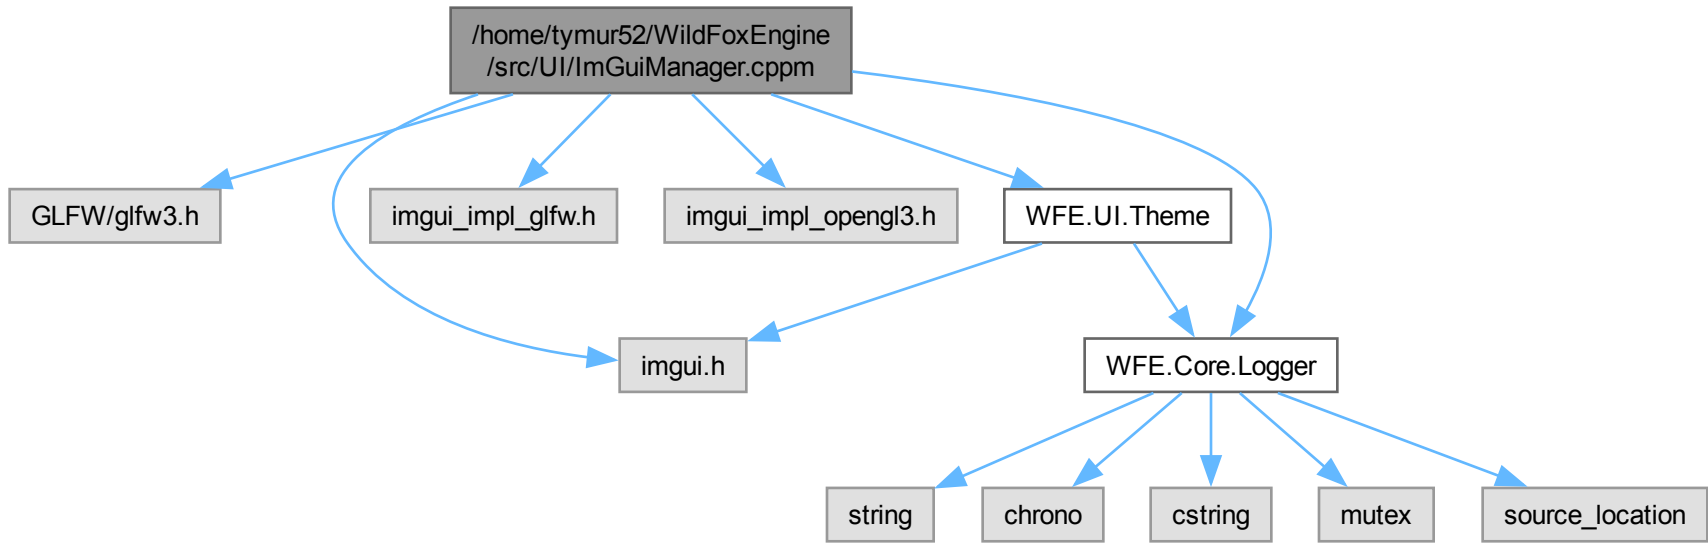 /home/tymur52/WildFoxEngine
/src/UI/ImGuiManager.cppm
GLFW/glfw3.h
imgui_impl_glfw.h
imgui_impl_opengl3.h
WFE.UI.Theme
imgui.h
WFE.Core.Logger
string
chrono
cstring
mutex
source_location